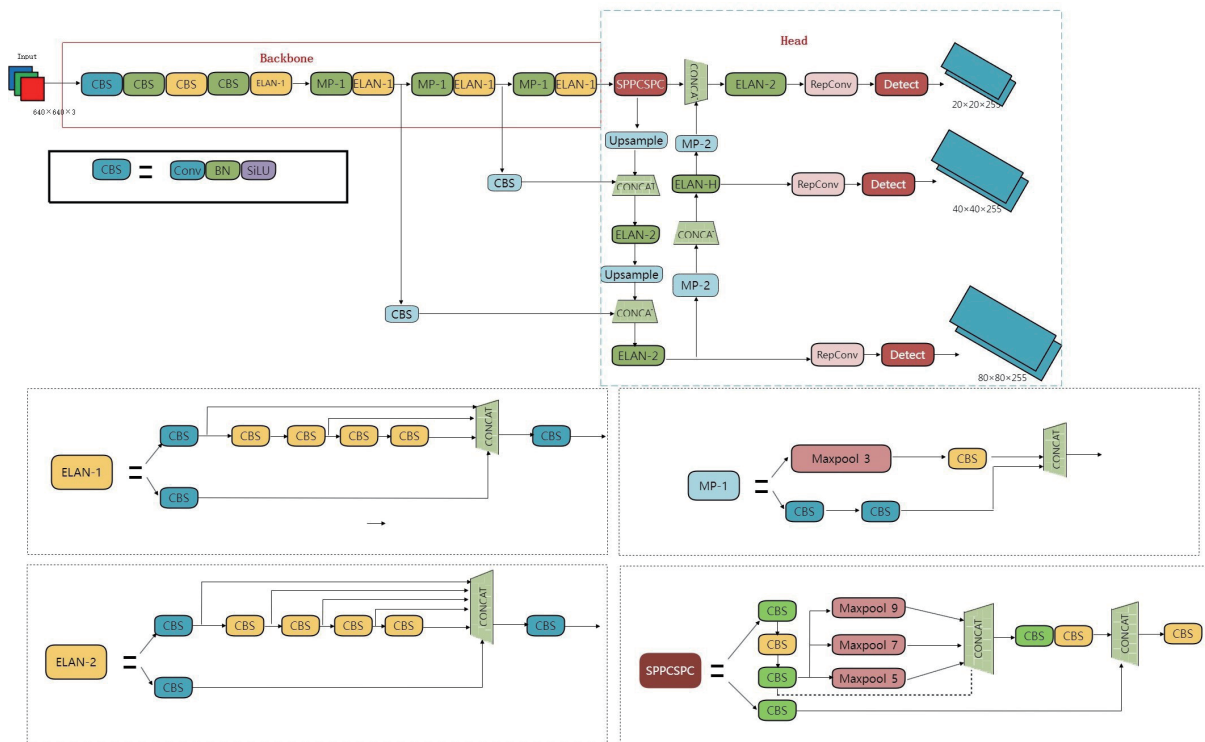 Backbone
Head
Input
CBS CBS CBS CBS ELAN-1 MP-1 ELAN-1 MP-1 ELAN-1 MP-1 ELAN-1 SPPCSPC CONCAT ELAN-2 RepConv Detect
640×640×3
20×20×255
Upsample MP-2
CBS = Conv BN SiLU
CBS CONCAT ELAN-H RepConv Detect
40×40×255
ELAN-2 CONCAT
Upsample MP-2
CBS CONCAT
ELAN-2 RepConv Detect
80×80×255
CBS CBS CBS CBS CBS CONCAT CBS
ELAN-1 =
CBS
Maxpool 3 CBS CONCAT
MP-1 =
CBS CBS
CBS CBS CBS CBS CBS CONCAT CBS
ELAN-2 =
CBS
CBS Maxpool 9
CBS Maxpool 7 CONCAT CBS CBS CONCAT CBS
SPPCSPC =
CBS Maxpool 5
CBS